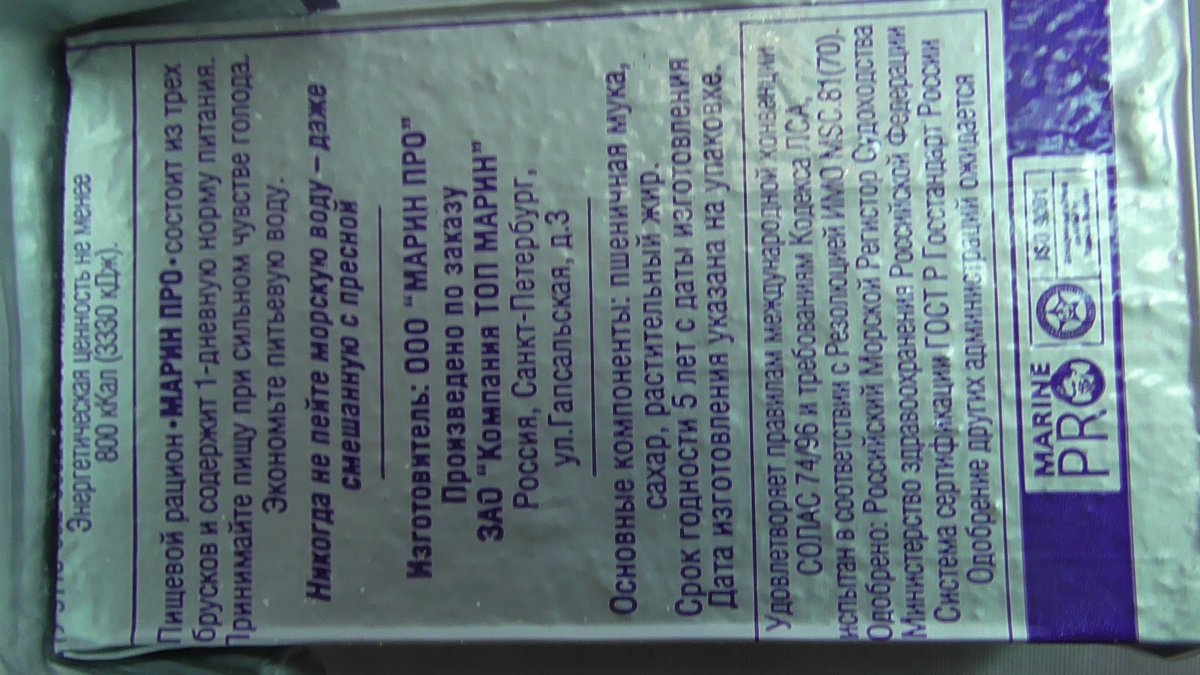 Энергетическая ценность не менее
800 кКал (3330 кДж).
Пищевой рацион • МАРИН ПРО • состоит из трех
брусков и содержит 1-дневную норму питания.
Принимайте пищу при сильном чувстве голода.
Экономьте питьевую воду.
Никогда не пейте морскую воду – даже
смешанную с пресной
Изготовитель: ООО "МАРИН ПРО"
Произведено по заказу
ЗАО "Компания ТОП МАРИН"
Россия, Санкт-Петербург,
ул.Гапсальская, д.3
Основные компоненты: пшеничная мука,
сахар, растительный жир.
Срок годности 5 лет с даты изготовления
Дата изготовления указана на упаковке.
Удовлетворяет правилам международной конвенции
СОЛАС 74/96 и требованиям Кодекса ЛСА,
испытан в соответствии с Резолюцией ИМО MSC.81(70).
Одобрено: Российский Морской Регистор Судоходства
Министерство здравоохранения Российской Федерации
Система сертификации ГОСТ Р Госстандарт России
Одобрение других администраций ожидается
MARINE
PRO
ISO 9001